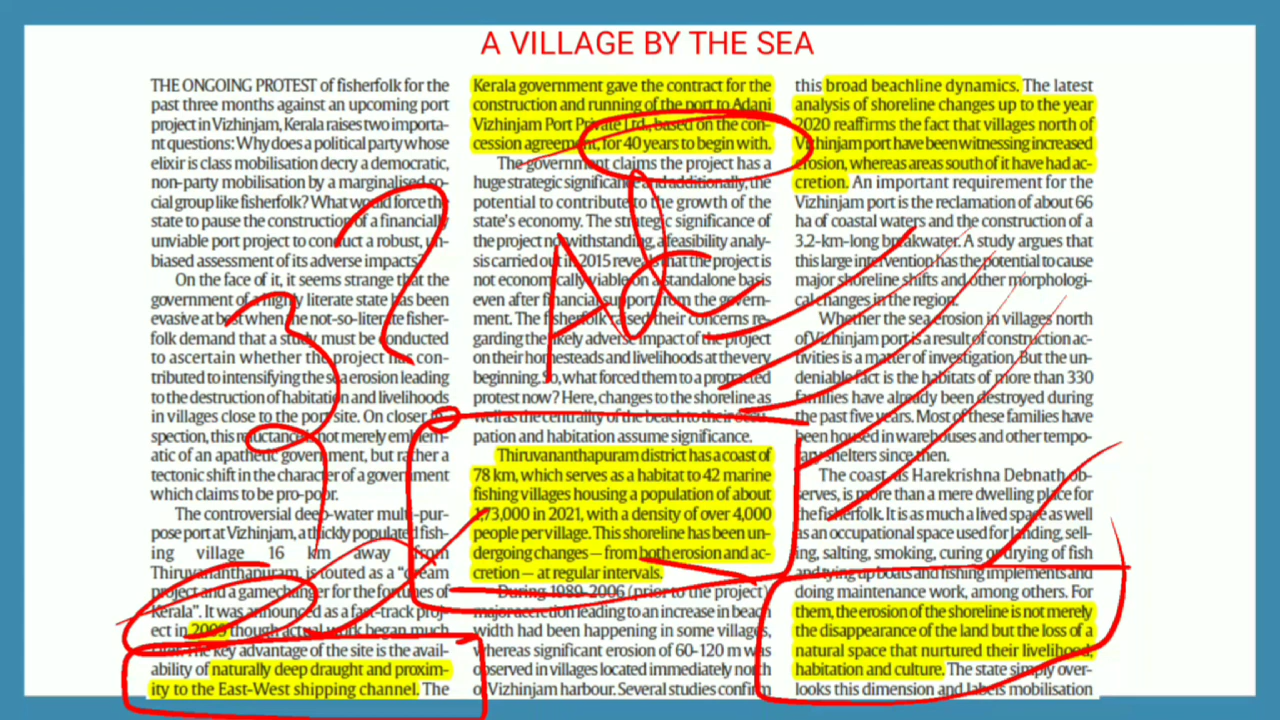 A VILLAGE BY THE SEA
THE ONGOING PROTEST of fisherfolk for the
past three months against an upcoming port
project in Vizhinjam, Kerala raises two importa-
nt questions: Why does a political party whose
elixir is class mobilisation decry a democratic,
non-party mobilisation by a marginalised so-
cial group like fisherfolk? What would force the
state to pause the construction of a financially
unviable port project to conduct a robust, un-
biased assessment of its adverse impacts?
On the face of it, it seems strange that the
government of a highly literate state has been
evasive at best when the not-so-literate fisher-
folk demand that a study must be conducted
to ascertain whether the project has con-
tributed to intensifying the sea erosion leading
to the destruction of habitation and livelihoods
in villages close to the port site. On closer in-
spection, this reluctance is not merely emblem-
atic of an apathetic government, but rather a
tectonic shift in the character of a government
which claims to be pro-poor.
The controversial deep-water multi-pur-
pose port at Vizhinjam, a thickly populated fish-
ing village 16 km away from
Thiruvananthapuram, is touted as a "dream
project and a gamechanger for the fortunes of
Kerala". It was announced as a fast-track proj-
ect in 2009 though actual work began much
later. The key advantage of the site is the avail-
ability of naturally deep draught and proxim-
ity to the East-West shipping channel. The
Kerala government gave the contract for the
construction and running of the port to Adani
Vizhinjam Port Private Ltd., based on the con-
cession agreement, for 40 years to begin with.
The government claims the project has a
huge strategic significance and additionally, the
potential to contribute to the growth of the
state's economy. The strategic significance of
the project notwithstanding, a feasibility analy-
sis carried out in 2015 reveals that the project is
not economically viable on a standalone basis
even after financial support from the govern-
ment. The fisherfolk raised their concerns re-
garding the likely adverse impact of the project
on their homesteads and livelihoods at the very
beginning. So, what forced them to a protracted
protest now? Here, changes to the shoreline as
well as the centrality of the beach to their occu-
pation and habitation assume significance.
Thiruvananthapuram district has a coast of
78 km, which serves as a habitat to 42 marine
fishing villages housing a population of about
1,73,000 in 2021, with a density of over 4,000
people per village. This shoreline has been un-
dergoing changes — from both erosion and ac-
cretion — at regular intervals.
During 1989-2006 (prior to the project)
major accretion leading to an increase in beach
width had been happening in some villages,
whereas significant erosion of 60-120 m was
observed in villages located immediately north
of Vizhinjam harbour. Several studies confirm
this broad beachline dynamics. The latest
analysis of shoreline changes up to the year
2020 reaffirms the fact that villages north of
Vizhinjam port have been witnessing increased
erosion, whereas areas south of it have had ac-
cretion. An important requirement for the
Vizhinjam port is the reclamation of about 66
ha of coastal waters and the construction of a
3.2-km-long breakwater. A study argues that
this large intervention has the potential to cause
major shoreline shifts and other morphologi-
cal changes in the region.
Whether the sea erosion in villages north
of Vizhinjam port is a result of construction ac-
tivities is a matter of investigation. But the un-
deniable fact is the habitats of more than 330
families have already been destroyed during
the past five years. Most of these families have
been housed in warehouses and other tempo-
rary shelters since then.
The coast, as Harekrishna Debnath ob-
serves, is more than a mere dwelling place for
the fisherfolk. It is as much a lived space as well
as an occupational space used for landing, sell-
ing, salting, smoking, curing or drying of fish
and tying up boats and fishing implements and
doing maintenance work, among others. For
them, the erosion of the shoreline is not merely
the disappearance of the land but the loss of a
natural space that nurtured their livelihood,
habitation and culture. The state simply over-
looks this dimension and labels mobilisation